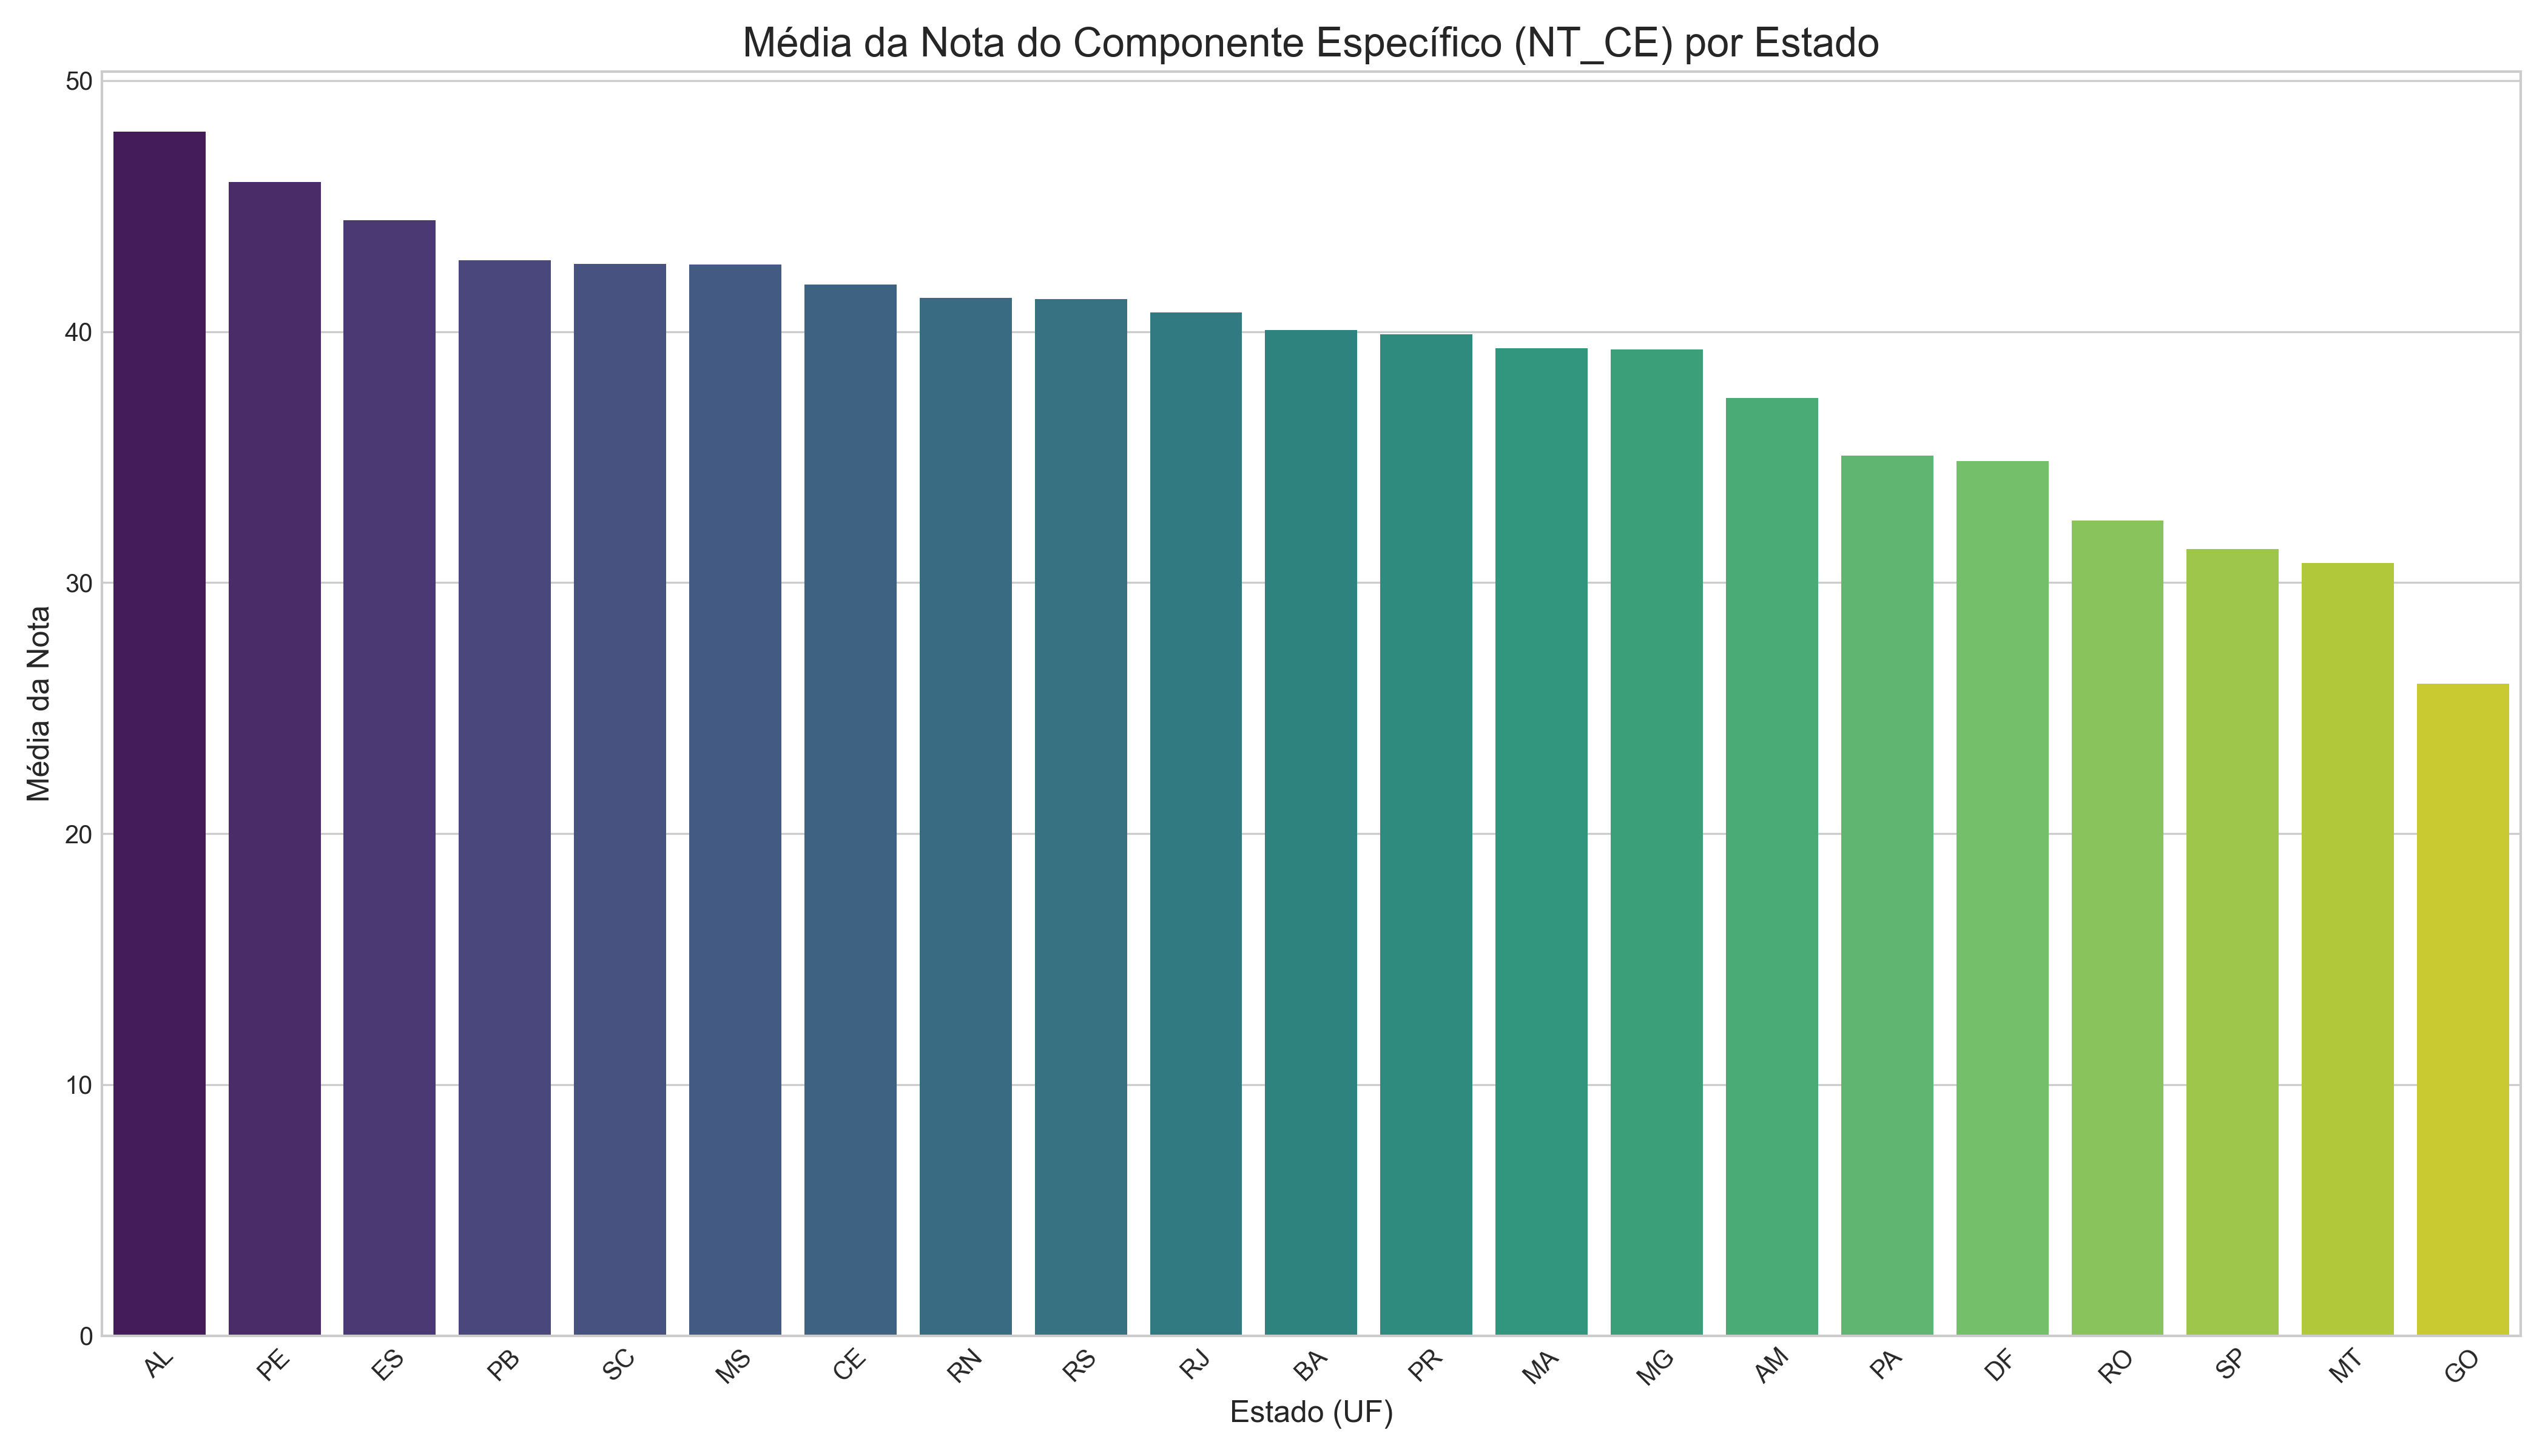 Média da Nota do Componente Específico (NT_CE) por Estado
50
40
30
20
10
0
Média da Nota
AL PE ES PB SC MS CE RN RS RJ BA PR MA MG AM PA DF RO SP MT GO
Estado (UF)